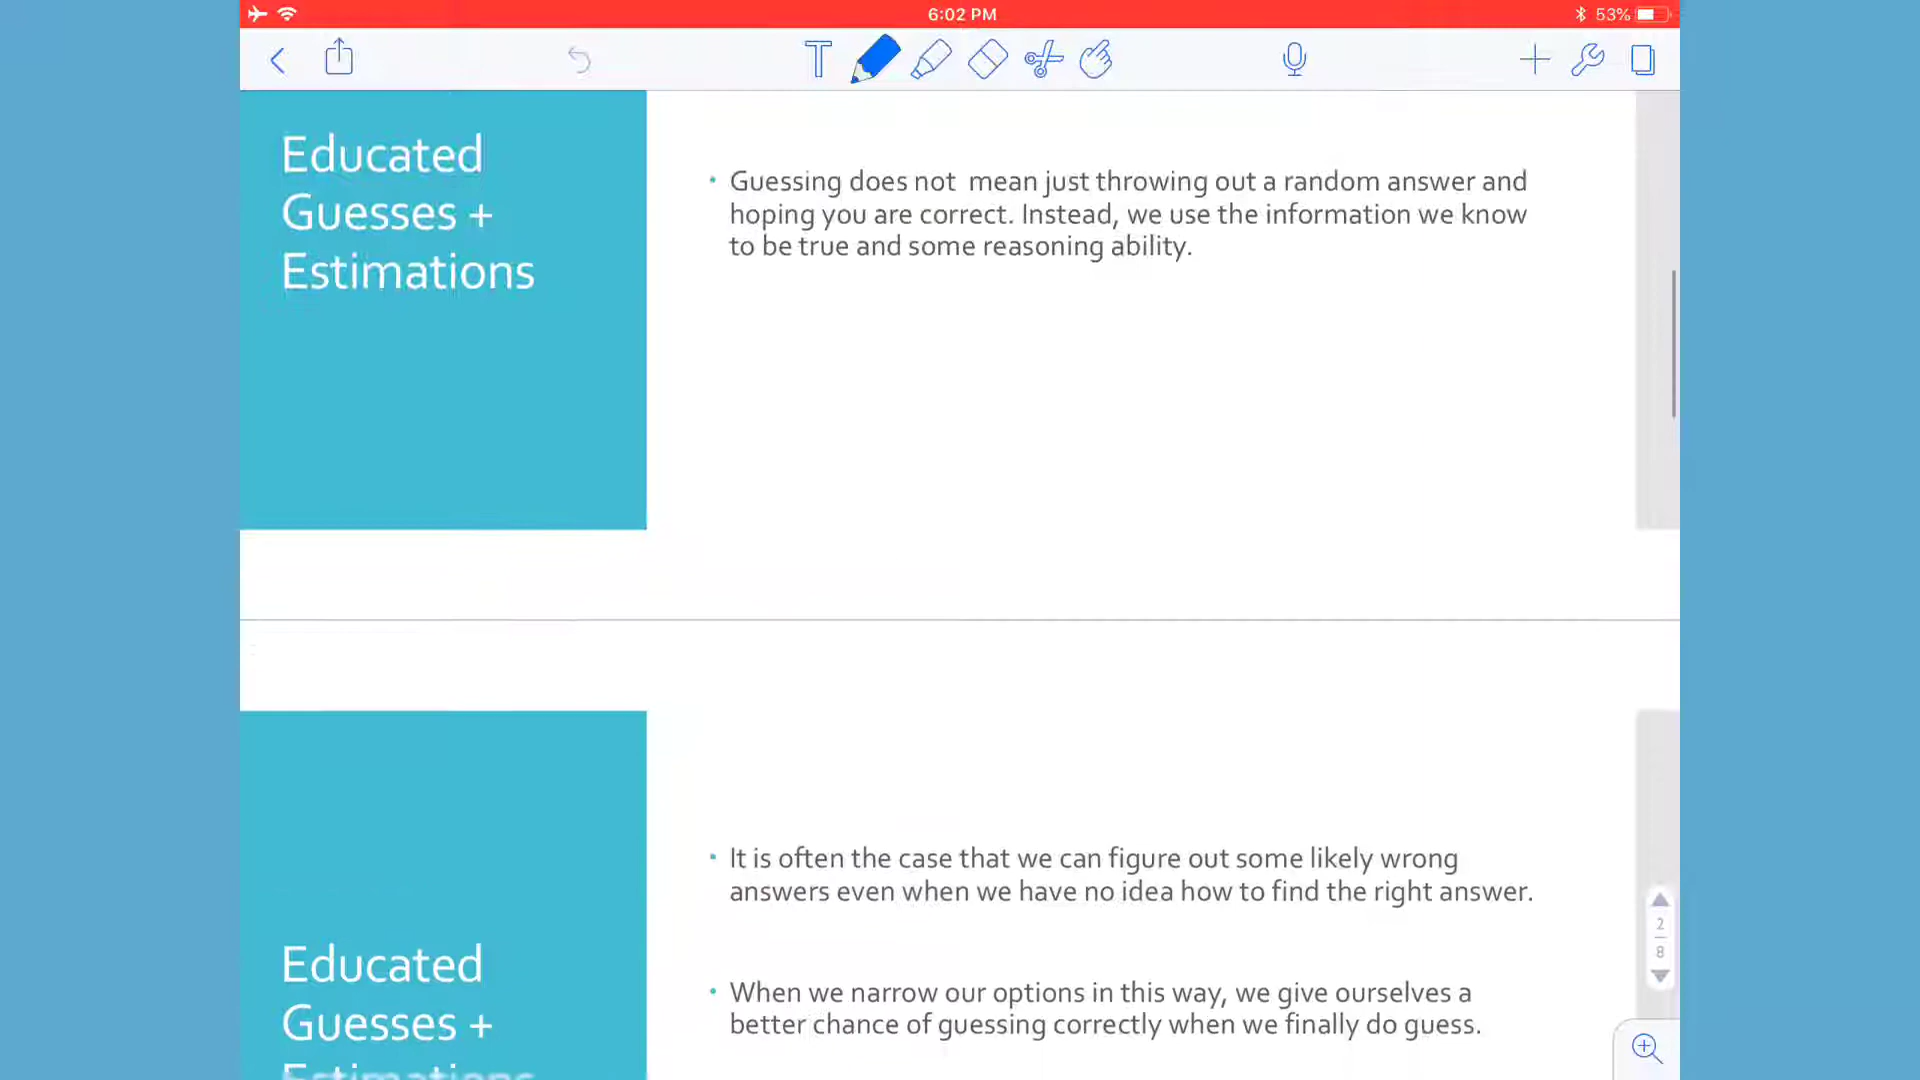 6:02 PM
53%
T
Educated
Guesses +
Estimations
• Guessing does not  mean just throwing out a random answer and
hoping you are correct. Instead, we use the information we know
to be true and some reasoning ability.
• It is often the case that we can figure out some likely wrong
answers even when we have no idea how to find the right answer.
Educated
Guesses +
Estimations
• When we narrow our options in this way, we give ourselves a
better chance of guessing correctly when we finally do guess.
2
8